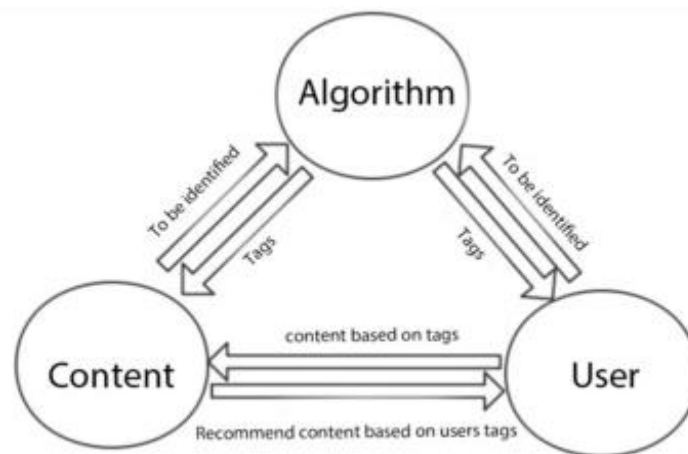 Algorithm
To be identified
Tags
Tags
To be identified
content based on tags
Content
User
Recommend content based on users tags